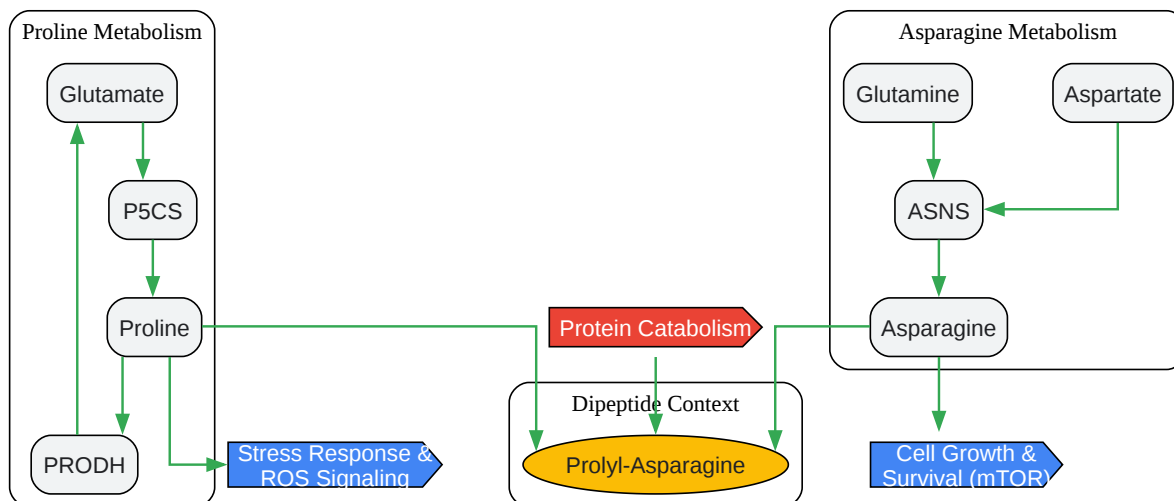 Proline Metabolism
Asparagine Metabolism
Glutamate
Glutamine
Aspartate
P5CS
ASNS
Proline
Protein Catabolism
Asparagine
Dipeptide Context
PRODH
Stress Response &
ROS Signaling
Prolyl-Asparagine
Cell Growth &
Survival (mTOR)